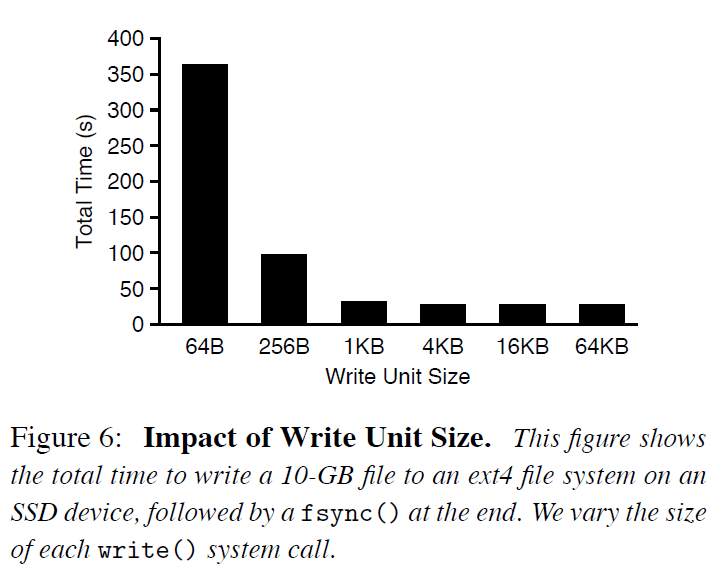 400
350
300
250
200
150
100
50
0
Total Time (s)
64B 256B 1KB 4KB 16KB 64KB
Write Unit Size
Figure 6: Impact of Write Unit Size. This figure shows
the total time to write a 10-GB file to an ext4 file system on an
SSD device, followed by a fsync() at the end. We vary the size
of each write() system call.